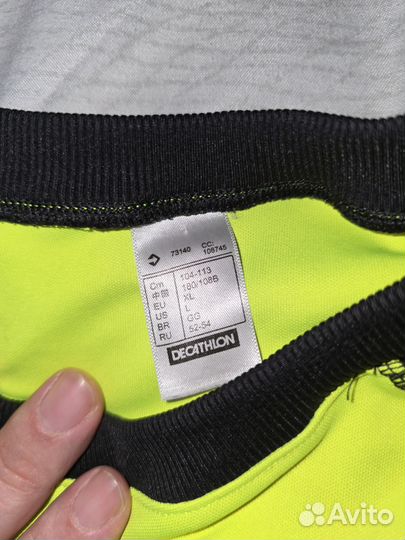 73140 CC: 108745
Cm 104-113
中国 180/108B
EU XL
US L
BR GG
RU 52-54
DECATHLON
Avito